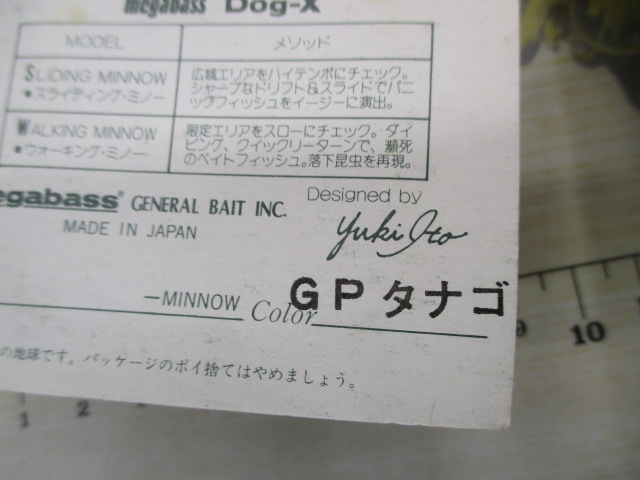 megabass Dog-X
MODEL メソッド
SLIDING MINNOW
●スライディング・ミノー
広域エリアをハイテンポにチェック。
シャープなドリフト&スライドでパニ
ックフィッシュをイージーに演出。
WALKING MINNOW
●ウォーキング・ミノー
限定エリアをスローにチェック。ダイ
ビング、クイックリーターンで、瀕死
のベイトフィッシュ。落下昆虫を再現。
egabass® GENERAL BAIT INC.
MADE IN JAPAN
Designed by
Yuki Ito
—MINNOW Color GPタナゴ
の地球です。パッケージのポイ捨てはやめましょう。
1 2
9 10